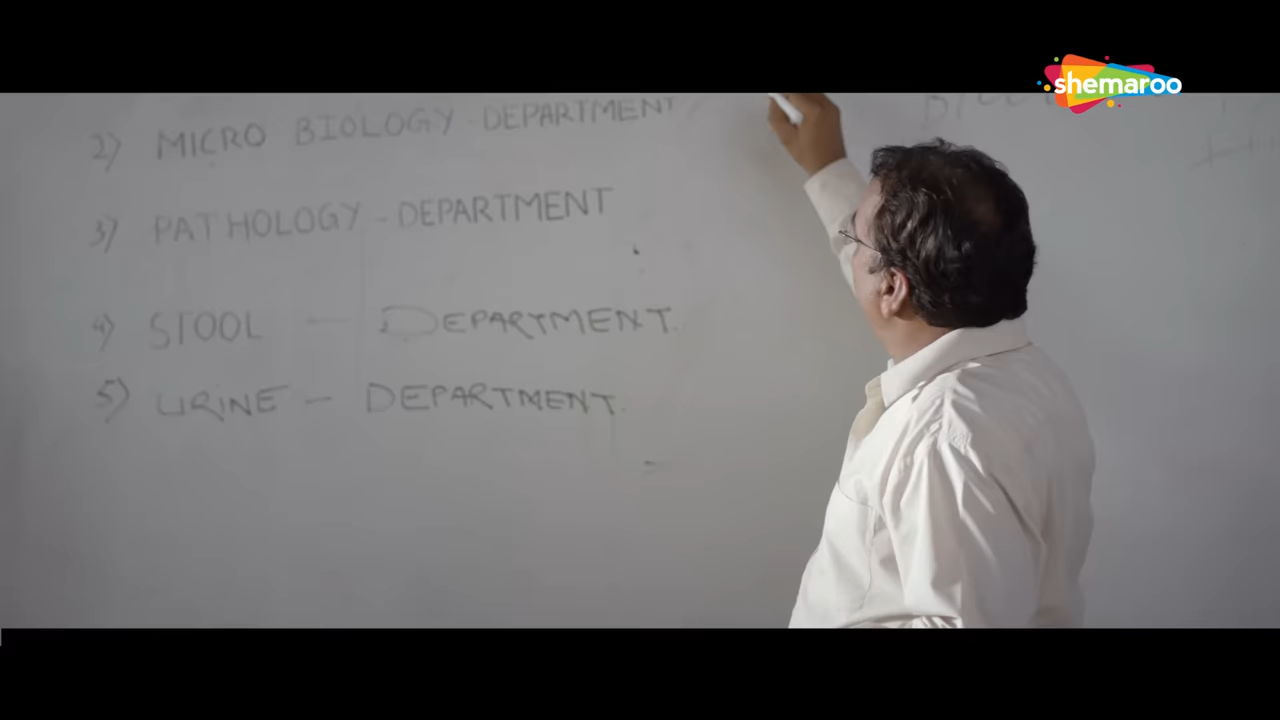 shemaroo
2) MICRO BIOLOGY - DEPARTMENT
3) PATHOLOGY - DEPARTMENT
4) STOOL - DEPARTMENT.
5) URINE - DEPARTMENT.